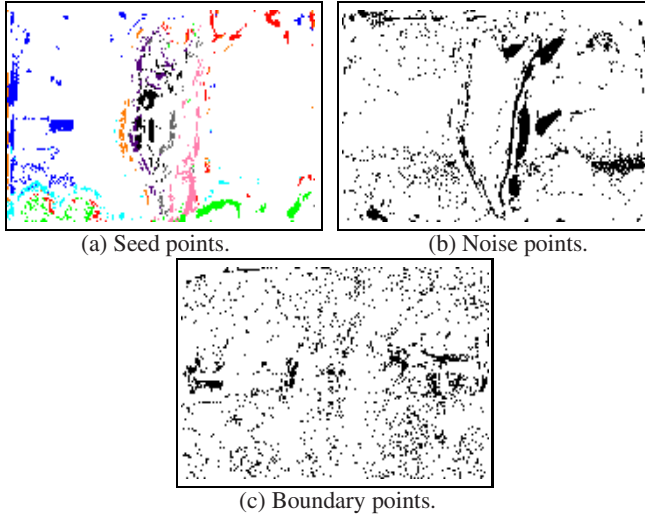 (a) Seed points.
(b) Noise points.
(c) Boundary points.